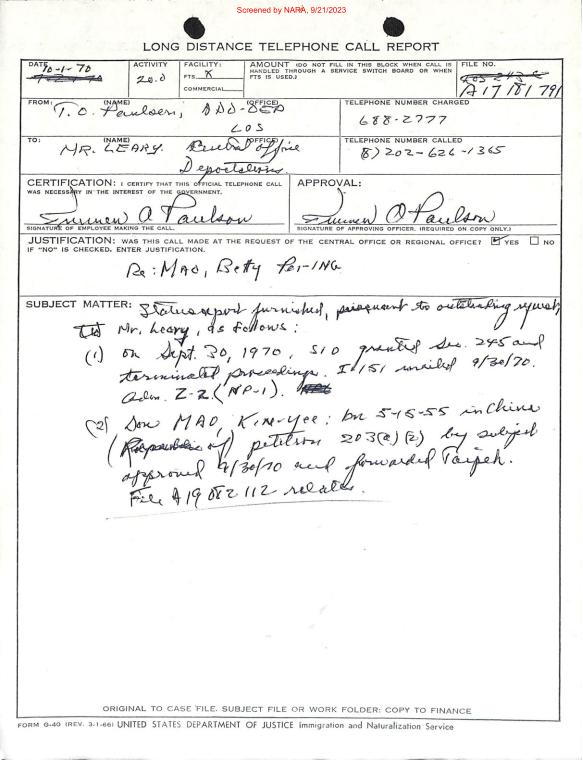 Screened by NARA, 9/21/2023
LONG DISTANCE TELEPHONE CALL REPORT
DATE
10-1-70
ACTIVITY
20.0
FACILITY:
FTS X
COMMERCIAL
AMOUNT (DO NOT FILL IN THIS BLOCK WHEN CALL IS HANDLED THROUGH A SERVICE SWITCH BOARD OR WHEN FTS IS USED.)
FILE NO.
A17 181 791
FROM: (NAME) (OFFICE)
T. O. Paulsen, ADD-DEP
LOS
TELEPHONE NUMBER CHARGED
688-2777
TO: (NAME) (OFFICE)
MR. LEARY. Central Office
Deportations.
TELEPHONE NUMBER CALLED
8) 202-626-1365
CERTIFICATION: I CERTIFY THAT THIS OFFICIAL TELEPHONE CALL
WAS NECESSARY IN THE INTEREST OF THE GOVERNMENT.
SIGNATURE OF EMPLOYEE MAKING THE CALL.
APPROVAL:
SIGNATURE OF APPROVING OFFICER. (REQUIRED ON COPY ONLY.)
JUSTIFICATION: WAS THIS CALL MADE AT THE REQUEST OF THE CENTRAL OFFICE OR REGIONAL OFFICE? YES NO
IF "NO" IS CHECKED, ENTER JUSTIFICATION.
Re: MAO, Betty Pei-ING
SUBJECT MATTER: Status report furnished, pursuant to outstanding request,
Mr. Leary, as follows:
(1) on Sept. 30, 1970, SIO granted Sec. 245 and
terminated proceedings. I-151 mailed 9/30/70.
Adm. Z-2 (NP-1).
(2) Son MAO, Kim-Yee: bn 5-15-55 in China
petition 203(a)(2) by subject
approved 9/30/70 and forwarded Taipeh.
File A19 082 112 relates.
ORIGINAL TO CASE FILE, SUBJECT FILE OR WORK FOLDER: COPY TO FINANCE
FORM G-40 (REV. 3-1-66) UNITED STATES DEPARTMENT OF JUSTICE Immigration and Naturalization Service